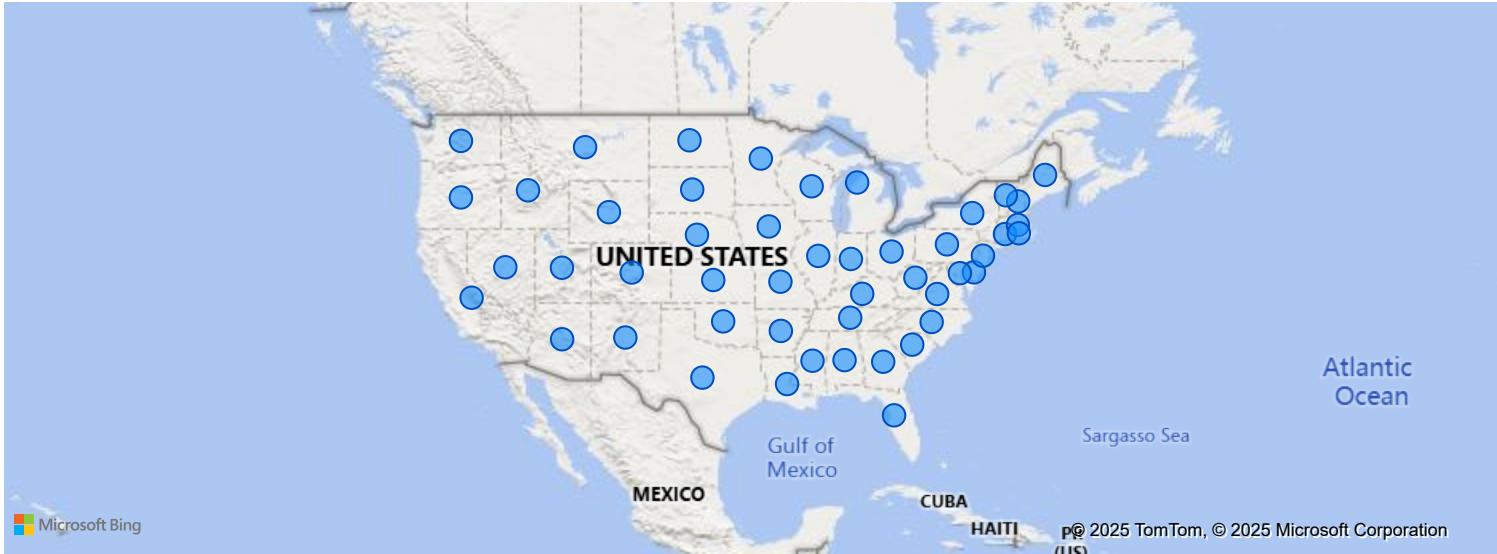 UNITED STATES
Atlantic
Ocean
Sargasso Sea
Gulf of
Mexico
MEXICO
CUBA
HAITI
Microsoft Bing
© 2025 TomTom, © 2025 Microsoft Corporation
(US)